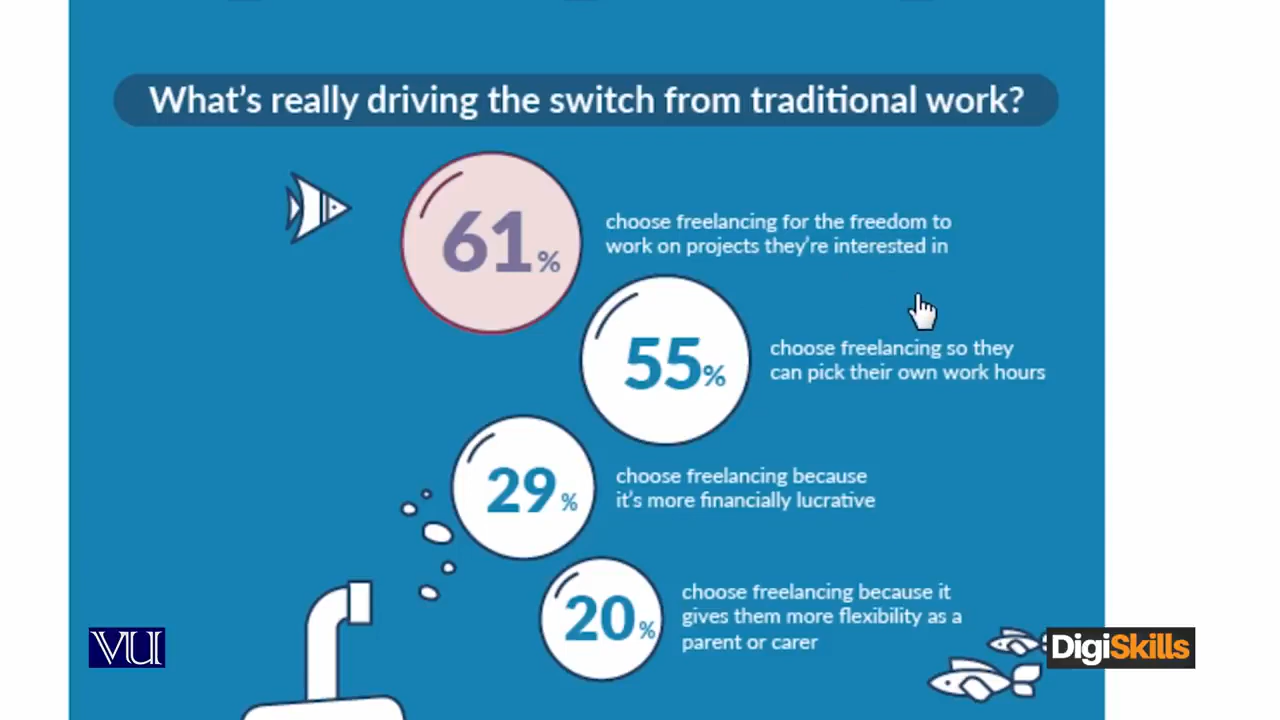 What's really driving the switch from traditional work?
61%
choose freelancing for the freedom to
work on projects they're interested in
55%
choose freelancing so they
can pick their own work hours
29%
choose freelancing because
it's more financially lucrative
20%
choose freelancing because it
gives them more flexibility as a
parent or carer
VU
DigiSkills